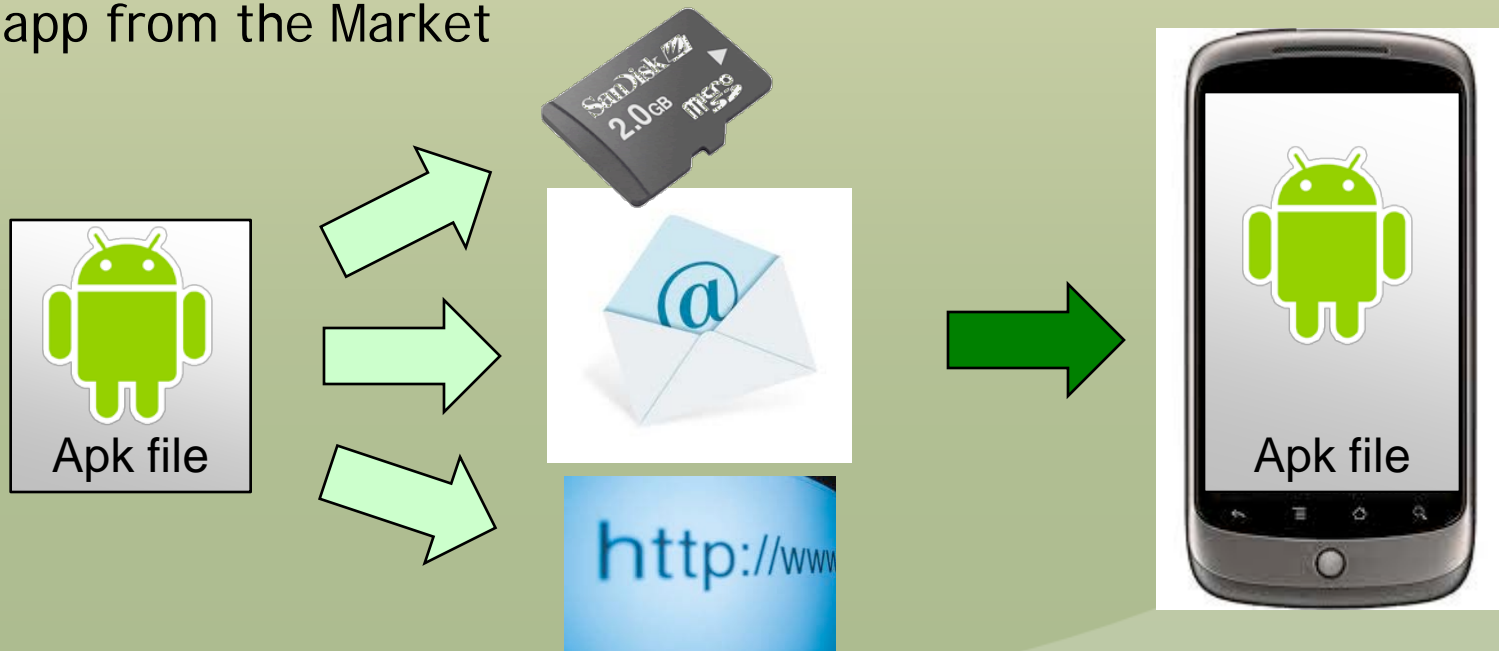 app from the Market
SanDisk
2.0GB
micro
SD
@
Apk file
http://www
Apk file